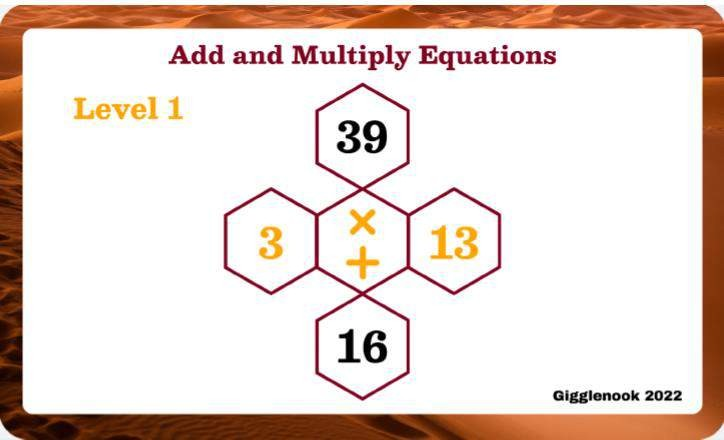 Add and Multiply Equations
Level 1
39
×
3 13
+
16
Gigglenook 2022